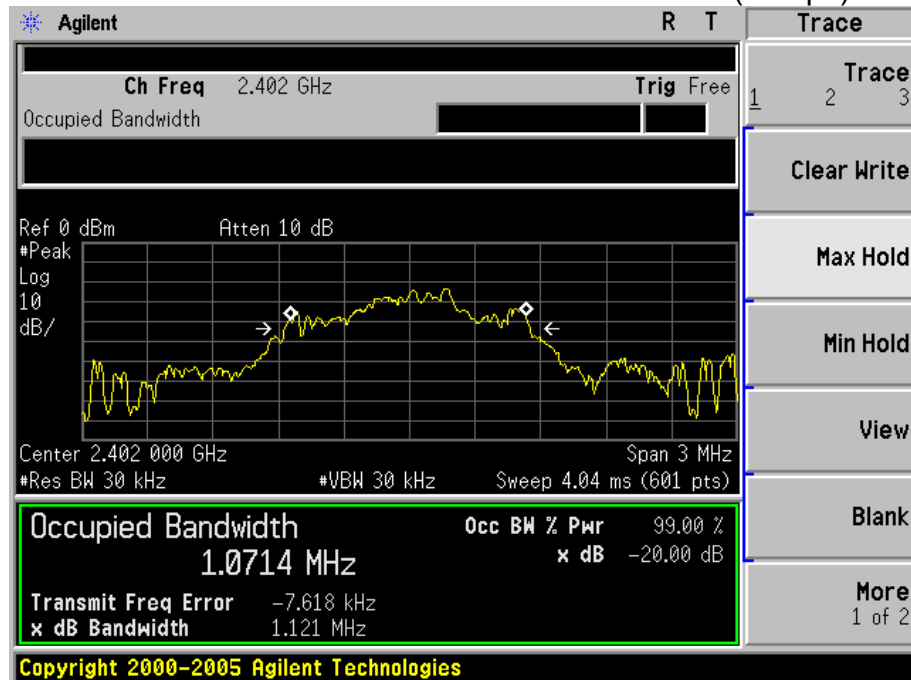 Agilent R T Trace
Ch Freq 2.402 GHz Trig Free
Occupied Bandwidth
Trace
1 2 3
Clear Write
Max Hold
Min Hold
View
Blank
More
1 of 2
Ref 0 dBm Atten 10 dB
#Peak
Log
10
dB/
Center 2.402 000 GHz Span 3 MHz
#Res BW 30 kHz #VBW 30 kHz Sweep 4.04 ms (601 pts)
Occupied Bandwidth Occ BW % Pwr 99.00 %
1.0714 MHz x dB -20.00 dB
Transmit Freq Error -7.618 kHz
x dB Bandwidth 1.121 MHz
Copyright 2000-2005 Agilent Technologies